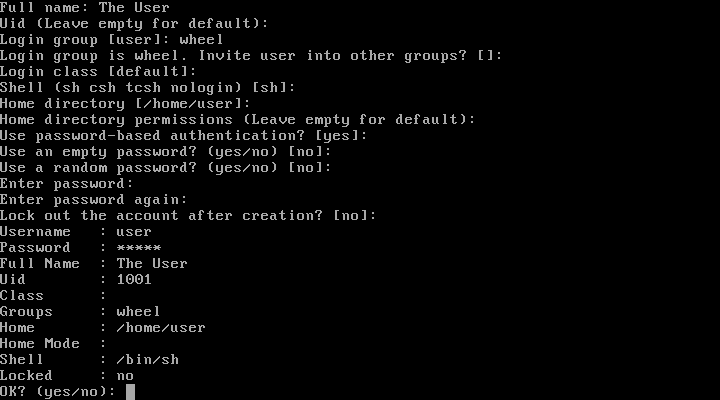 Full name: The User
Uid (Leave empty for default):
Login group [user]: wheel
Login group is wheel. Invite user into other groups? []:
Login class [default]:
Shell (sh csh tcsh nologin) [sh]:
Home directory [/home/user]:
Home directory permissions (Leave empty for default):
Use password-based authentication? [yes]:
Use an empty password? (yes/no) [no]:
Use a random password? (yes/no) [no]:
Enter password:
Enter password again:
Lock out the account after creation? [no]:
Username   : user
Password   : *****
Full Name  : The User
Uid        : 1001
Class      :
Groups     : wheel
Home       : /home/user
Home Mode  :
Shell      : /bin/sh
Locked     : no
OK? (yes/no):